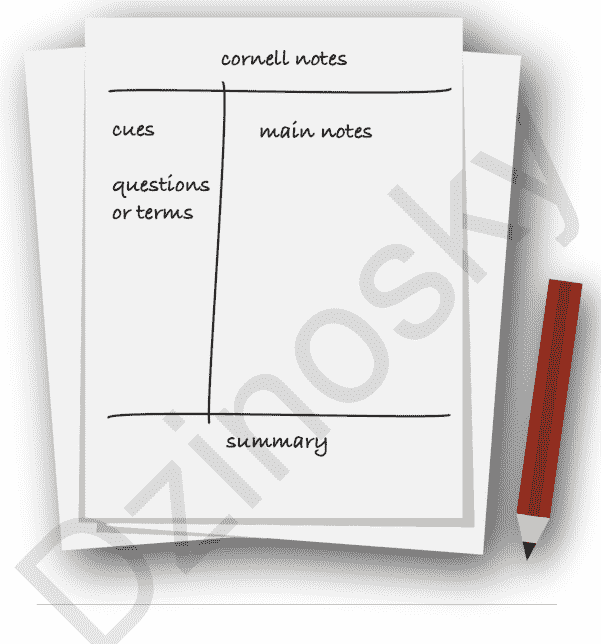 cornell notes
cues
main notes
questions
or terms
summary
Dzinosky